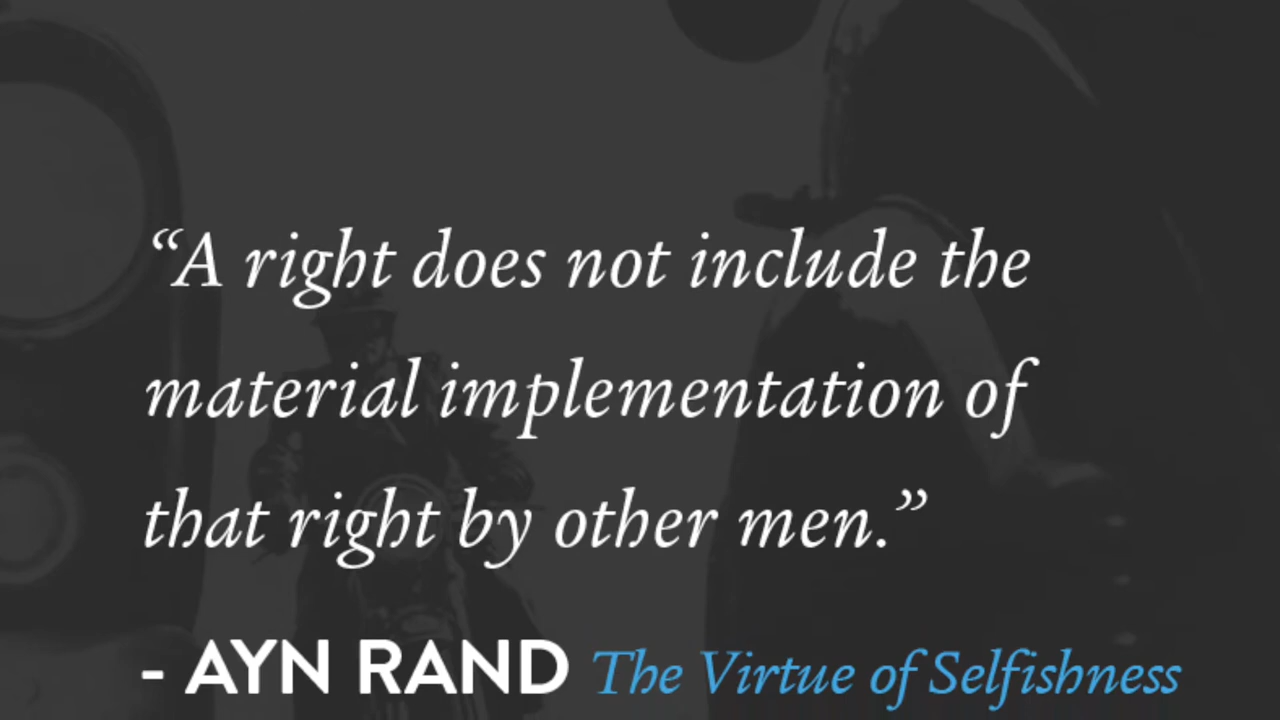 “A right does not include the
material implementation of
that right by other men.”
- AYN RAND The Virtue of Selfishness